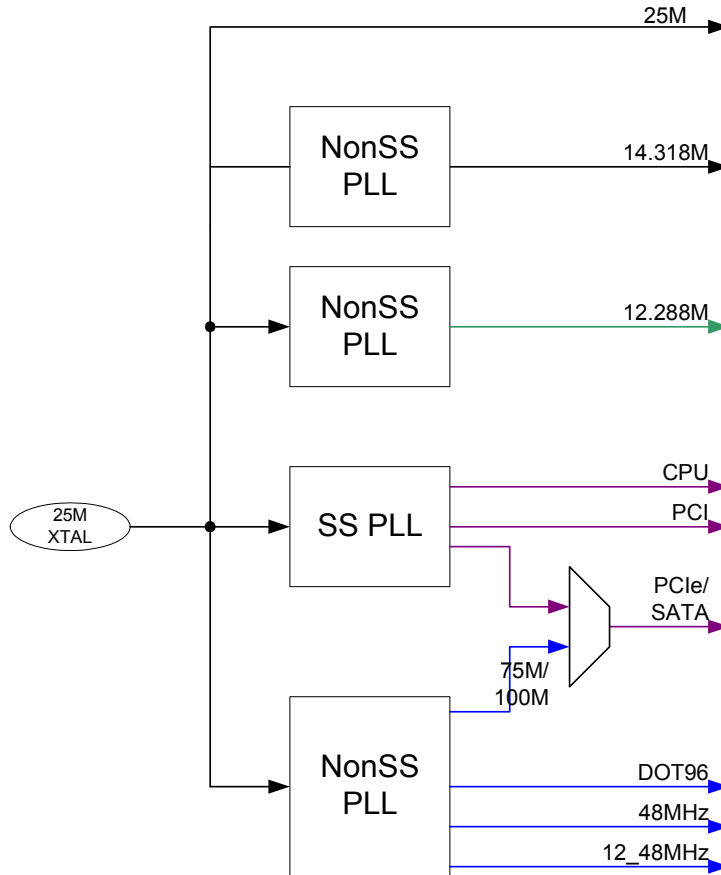 25M
NonSS
PLL
14.318M
NonSS
PLL
12.288M
25M
XTAL
SS PLL
CPU
PCI
PCIe/
SATA
75M/
100M
NonSS
PLL
DOT96
48MHz
12_48MHz